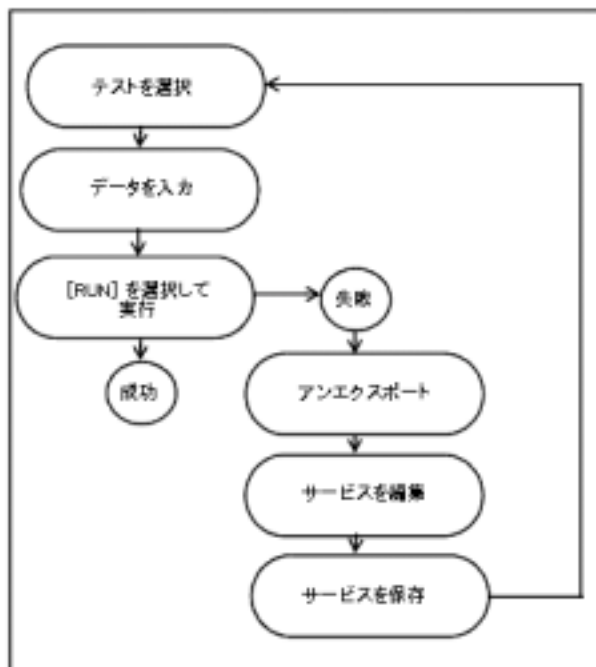 テストを選択
データを入力
[RUN] を選択して
実行
失敗
成功
アンエクスポート
サービスを編集
サービスを保存